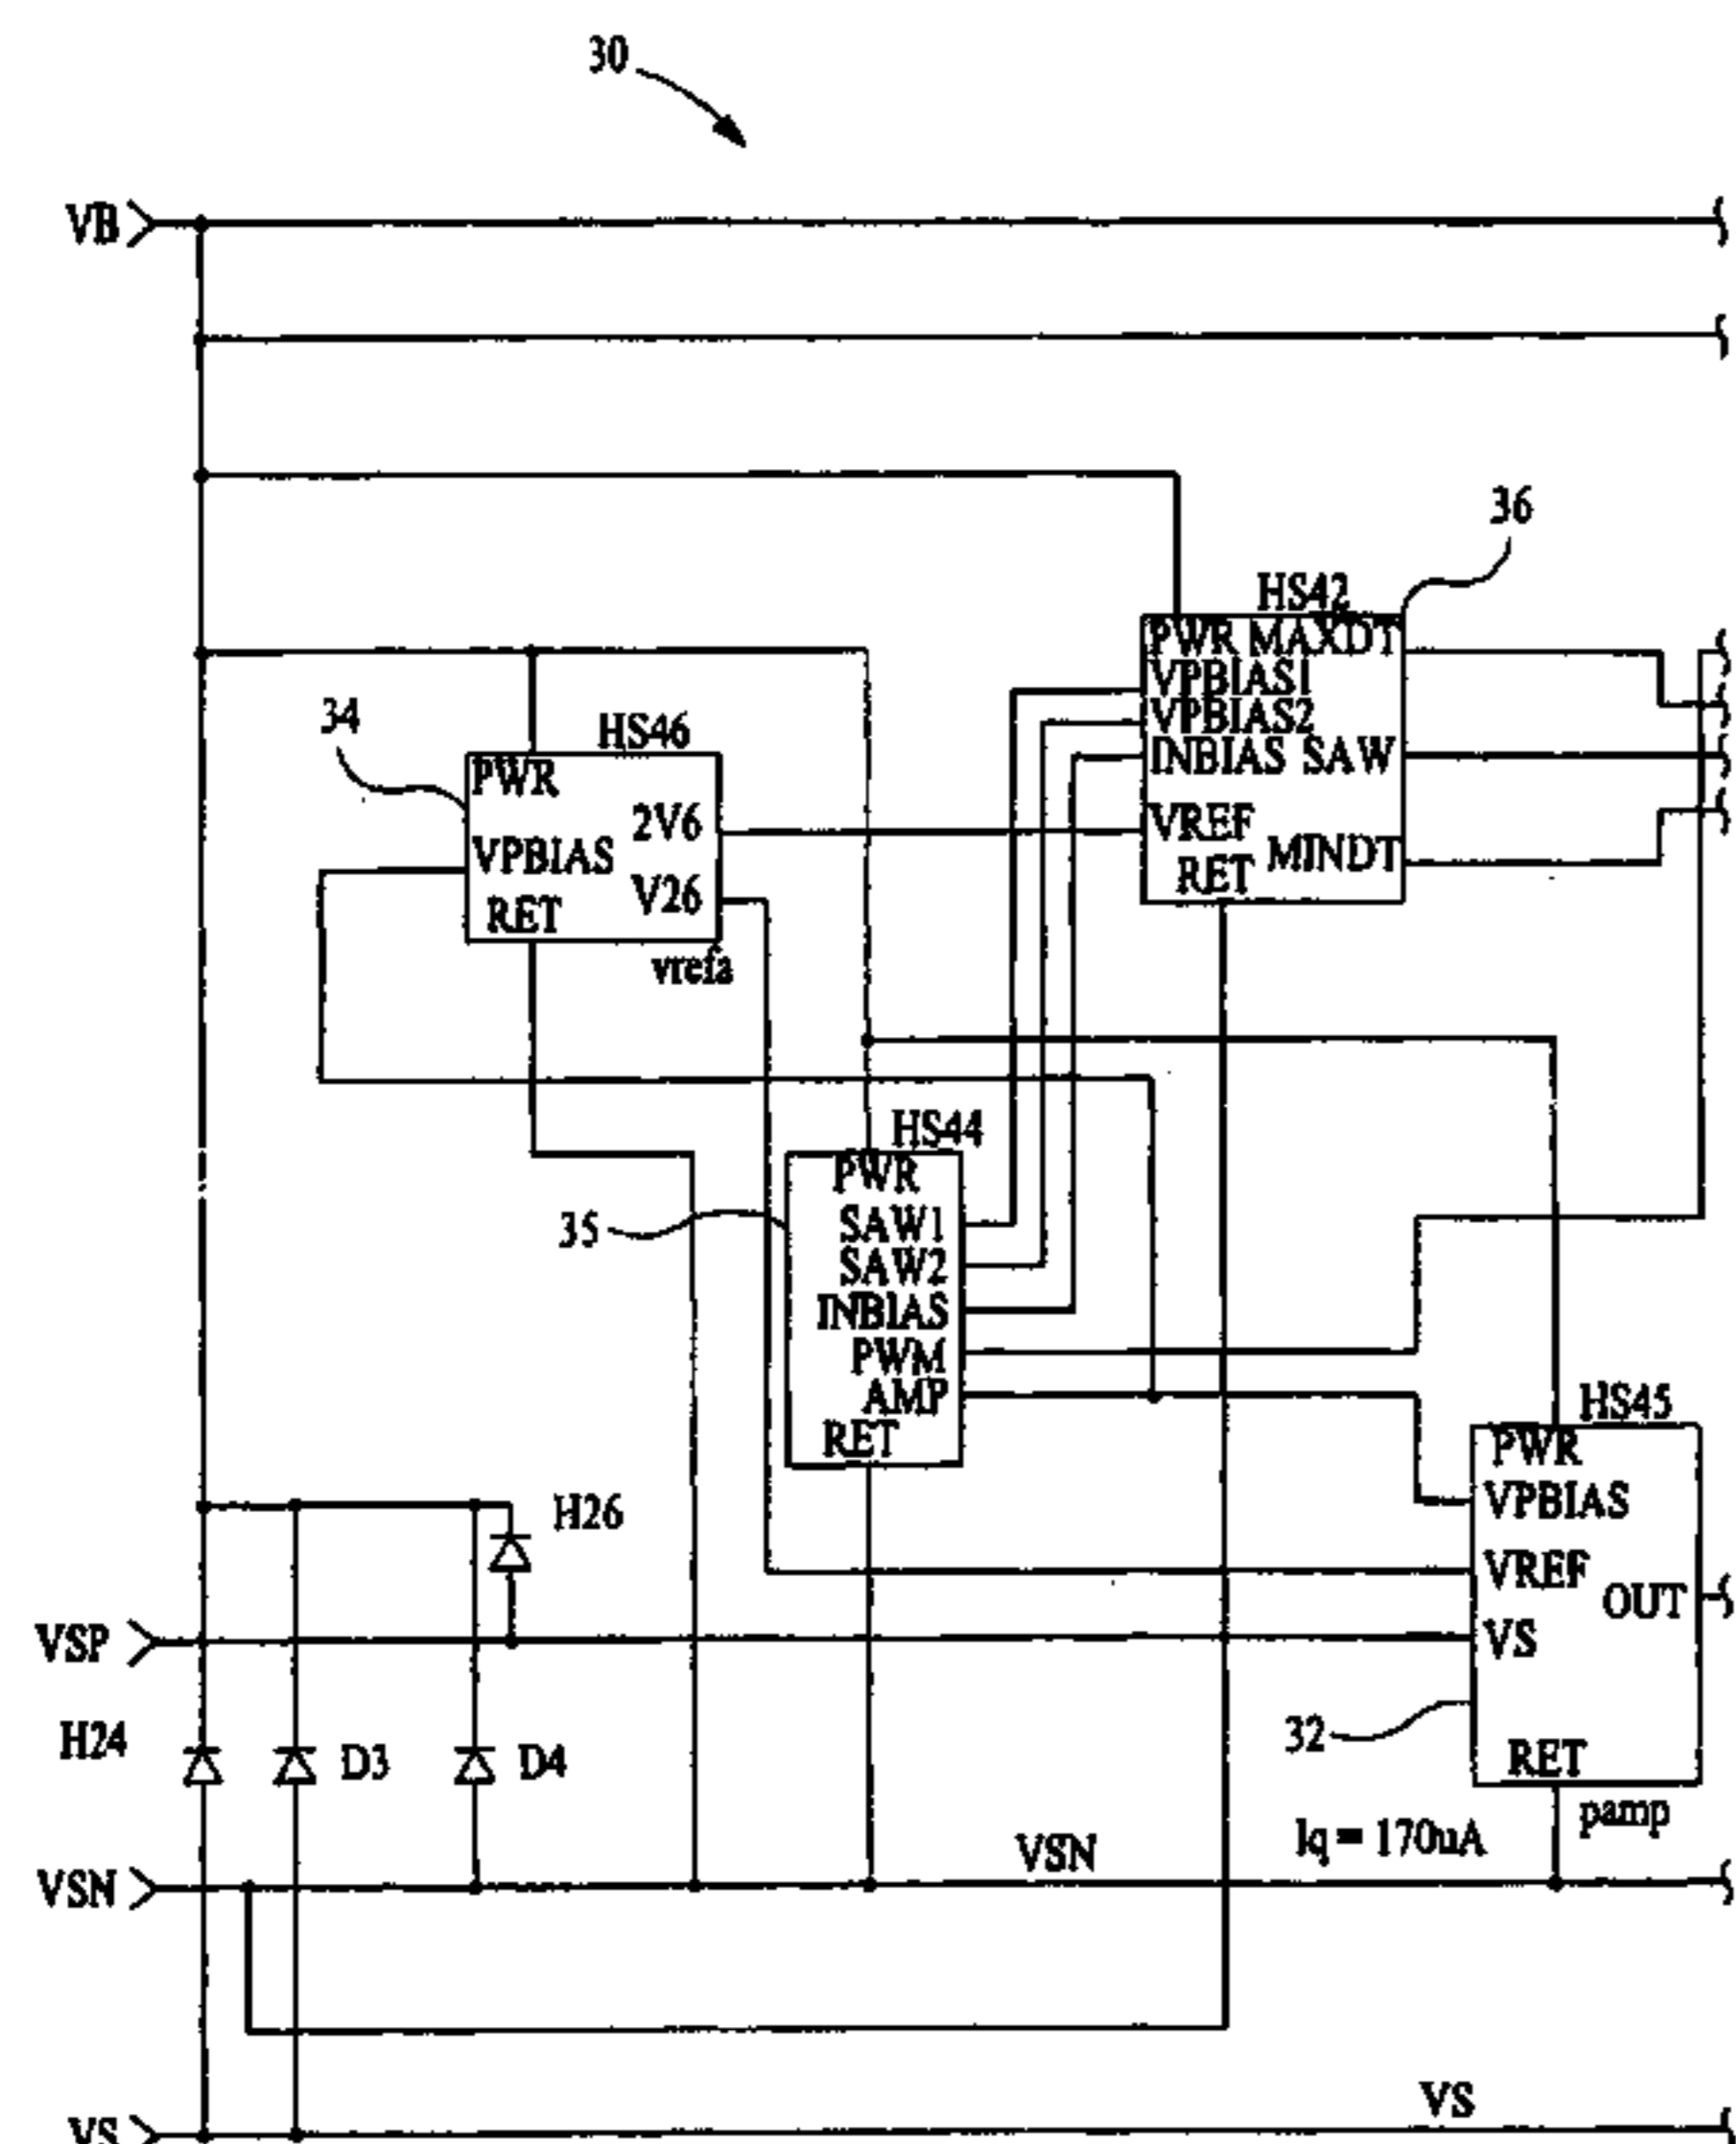 30
VB
36
HS42
PWR MAXDT
VPBIAS1
VPBIAS2
INBIAS SAW
VREF
MINDT
RET
34
HS46
PWR
2V6
VPBIAS
V26
RET
vrefa
HS44
PWR
35
SAW1
SAW2
INBIAS
PWM
AMP
RET
HS45
PWR
VPBIAS
VREF
OUT
VS
32
RET
pamp
Iq = 170uA
H26
VSP
H24
D3
D4
VSN
VSN
VS
VS